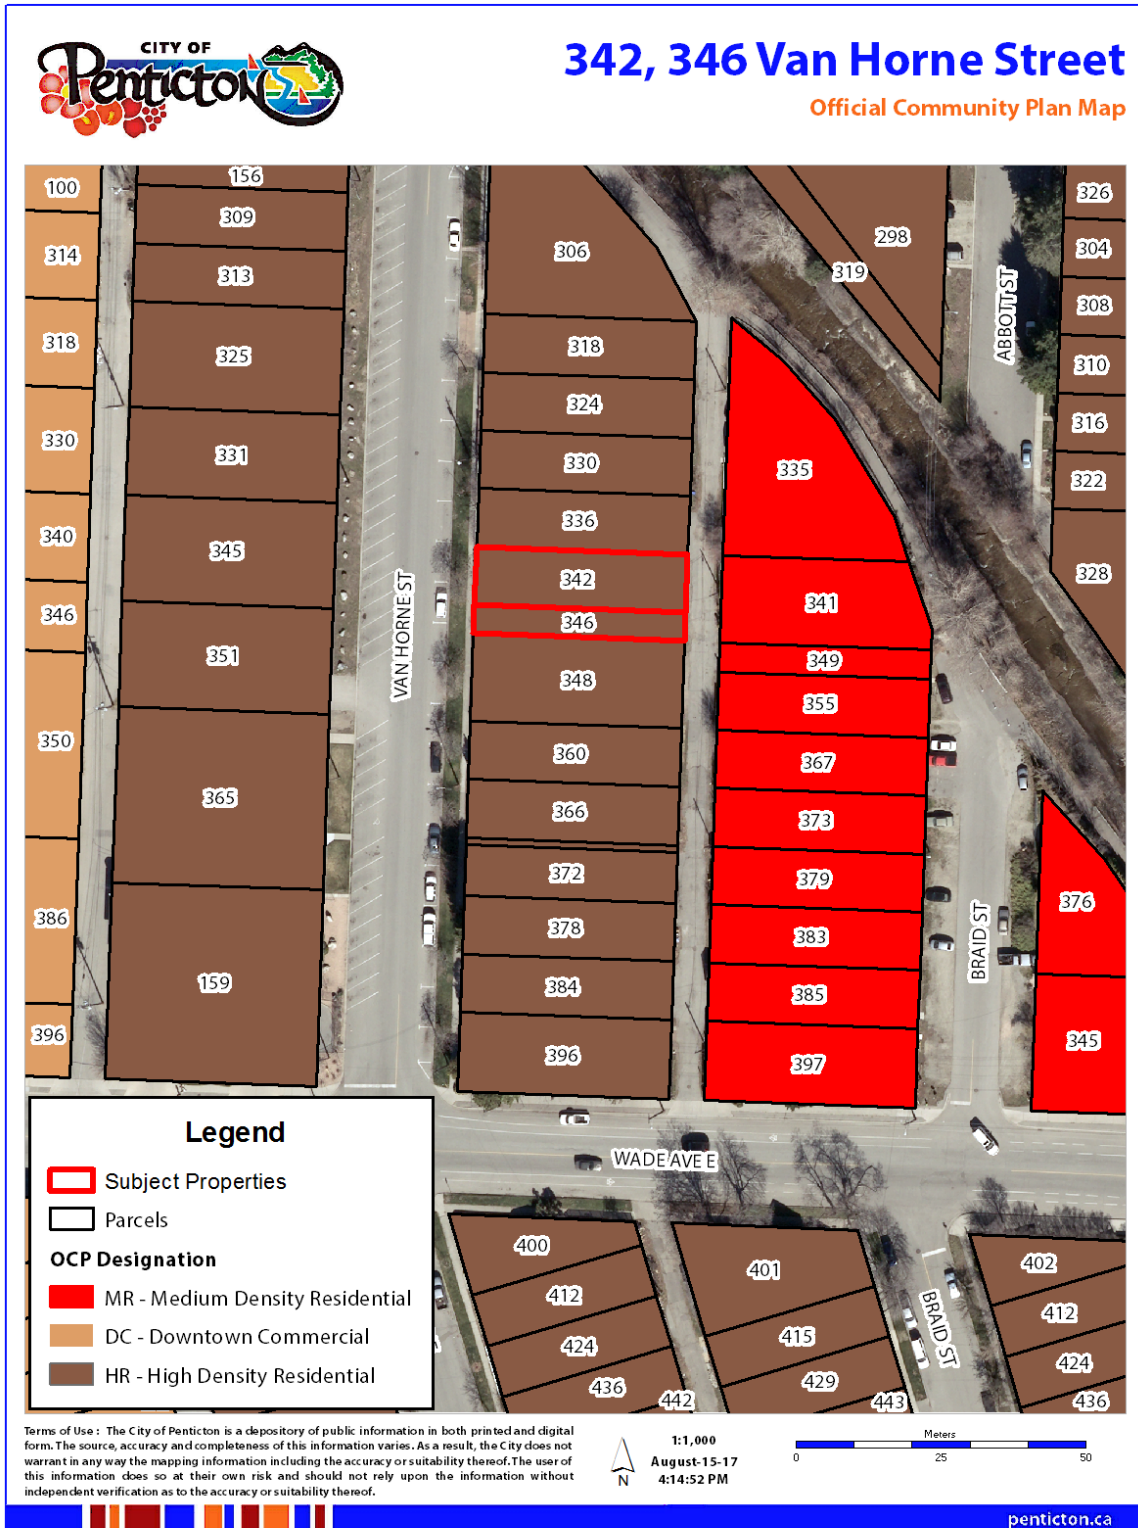 CITY OF
Penticton
342, 346 Van Horne Street
Official Community Plan Map
100
156
309
314
313
318
325
330
331
340
345
346
351
350
365
386
159
396
306
318
324
330
336
342
346
348
360
366
372
378
384
396
VAN HORNE ST
298
319
335
341
349
355
367
373
379
383
385
397
ABBOTT ST
326
304
308
310
316
322
328
376
345
BRAID ST
WADE AVE E
400
412
424
436
442
401
415
429
443
BRAID ST
402
412
424
436
Legend
Subject Properties
Parcels
OCP Designation
MR - Medium Density Residential
DC - Downtown Commercial
HR - High Density Residential
Terms of Use : The City of Penticton is a depository of public information in both printed and digital
form. The source, accuracy and completeness of this information varies. As a result, the City does not
warrant in any way the mapping information including the accuracy or suitability thereof. The user of
this information does so at their own risk and should not rely upon the information without
independent verification as to the accuracy or suitability thereof.
N
1:1,000
August-15-17
4:14:52 PM
Meters
0 25 50
penticton.ca